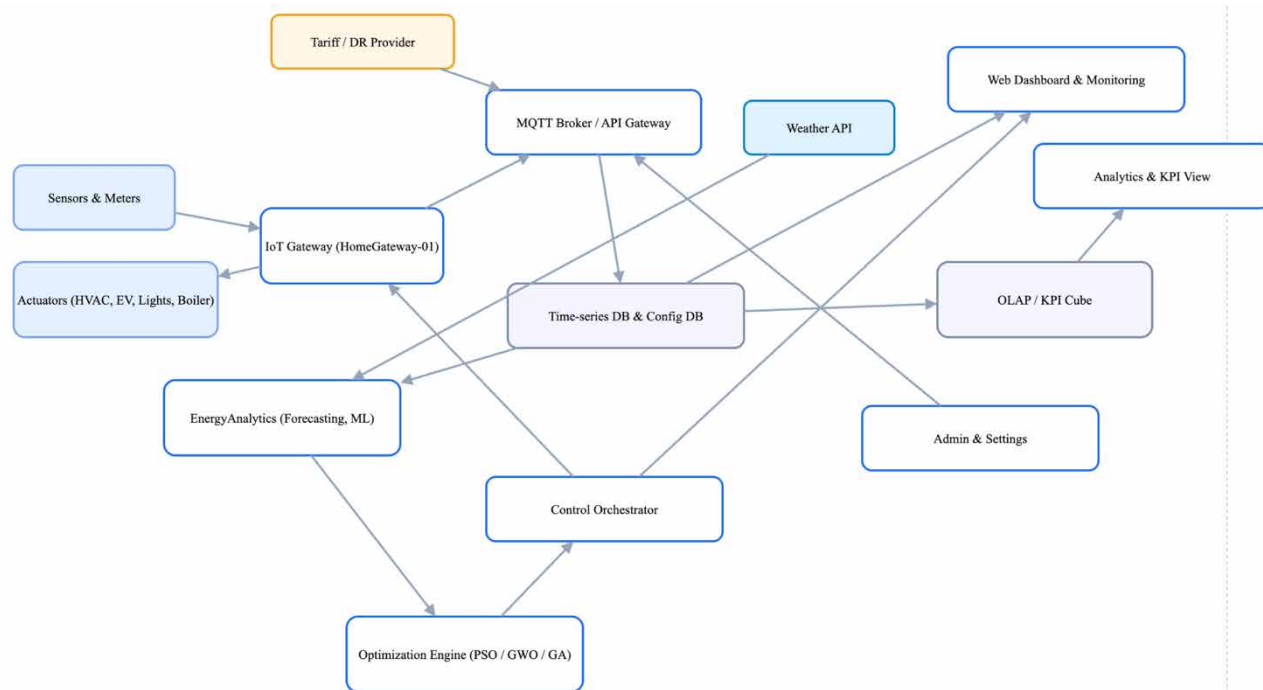 Tariff / DR Provider
Web Dashboard & Monitoring
MQTT Broker / API Gateway
Weather API
Analytics & KPI View
Sensors & Meters
IoT Gateway (HomeGateway-01)
Actuators (HVAC, EV, Lights, Boiler)
OLAP / KPI Cube
Time-series DB & Config DB
EnergyAnalytics (Forecasting, ML)
Admin & Settings
Control Orchestrator
Optimization Engine (PSO / GWO / GA)